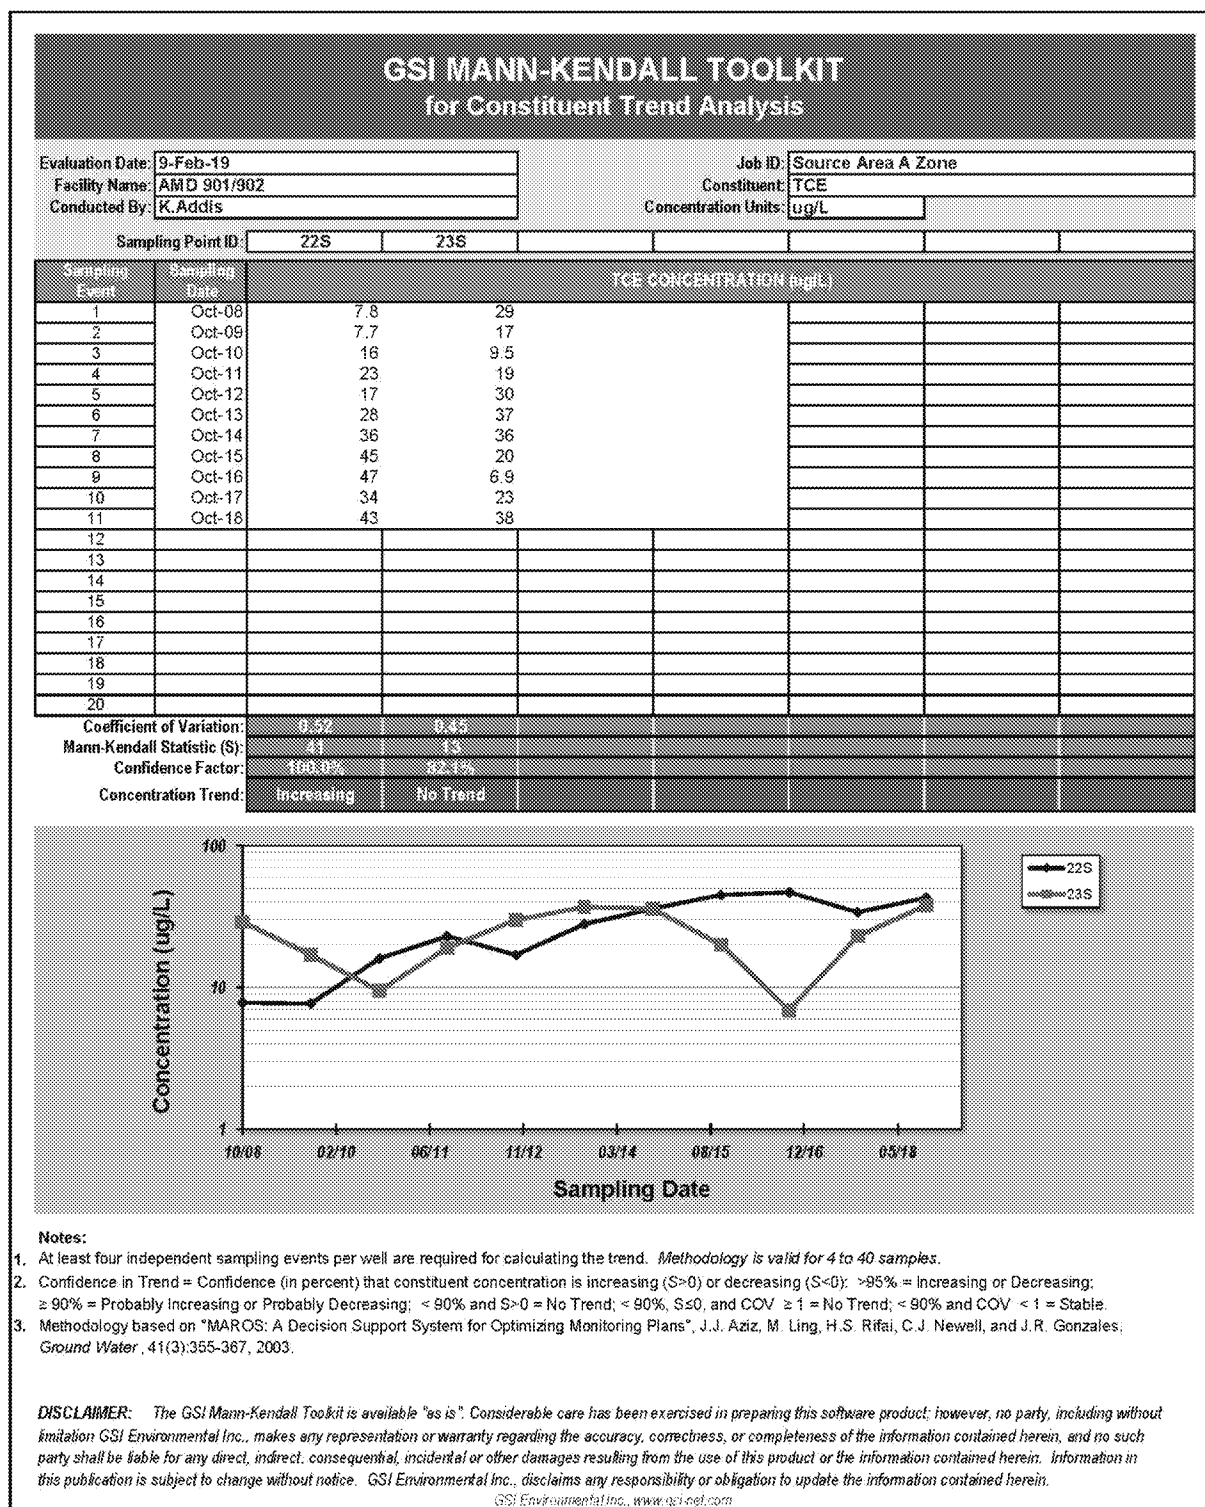 GSI MANN-KENDALL TOOLKIT
for Constituent Trend Analysis
Evaluation Date: 9-Feb-19 Job ID: Source Area A Zone
Facility Name: AMD 901/902 Constituent: TCE
Conducted By: K.Addis Concentration Units: ug/L
Sampling Point ID: 22S 23S
Sampling Event Sampling Date TCE CONCENTRATION (ug/L)
1 Oct-08 7.8 29
2 Oct-09 7.7 17
3 Oct-10 16 9.5
4 Oct-11 23 19
5 Oct-12 17 30
6 Oct-13 28 37
7 Oct-14 36 36
8 Oct-15 45 20
9 Oct-16 47 6.9
10 Oct-17 34 23
11 Oct-18 43 38
12
13
14
15
16
17
18
19
20
Coefficient of Variation: 0.52 0.45
Mann-Kendall Statistic (S): 41 13
Confidence Factor: 100.0% 82.1%
Concentration Trend: Increasing No Trend
100
10
1
Concentration (ug/L)
22S
23S
10/08 02/10 06/11 11/12 03/14 08/15 12/16 05/18
Sampling Date
Notes:
1. At least four independent sampling events per well are required for calculating the trend. Methodology is valid for 4 to 40 samples.
2. Confidence in Trend = Confidence (in percent) that constituent concentration is increasing (S>0) or decreasing (S<0): >95% = Increasing or Decreasing;
≥ 90% = Probably Increasing or Probably Decreasing; < 90% and S>0 = No Trend; < 90%, S≤0, and COV ≥ 1 = No Trend; < 90% and COV < 1 = Stable.
3. Methodology based on "MAROS: A Decision Support System for Optimizing Monitoring Plans", J.J. Aziz, M. Ling, H.S. Rifai, C.J. Newell, and J.R. Gonzales,
Ground Water, 41(3):355-367, 2003.
DISCLAIMER: The GSI Mann-Kendall Toolkit is available "as is". Considerable care has been exercised in preparing this software product; however, no party, including without
limitation GSI Environmental Inc., makes any representation or warranty regarding the accuracy, correctness, or completeness of the information contained herein, and no such
party shall be liable for any direct, indirect, consequential, incidental or other damages resulting from the use of this product or the information contained herein. Information in
this publication is subject to change without notice. GSI Environmental Inc., disclaims any responsibility or obligation to update the information contained herein.
GSI Environmental Inc., www.gsi-net.com